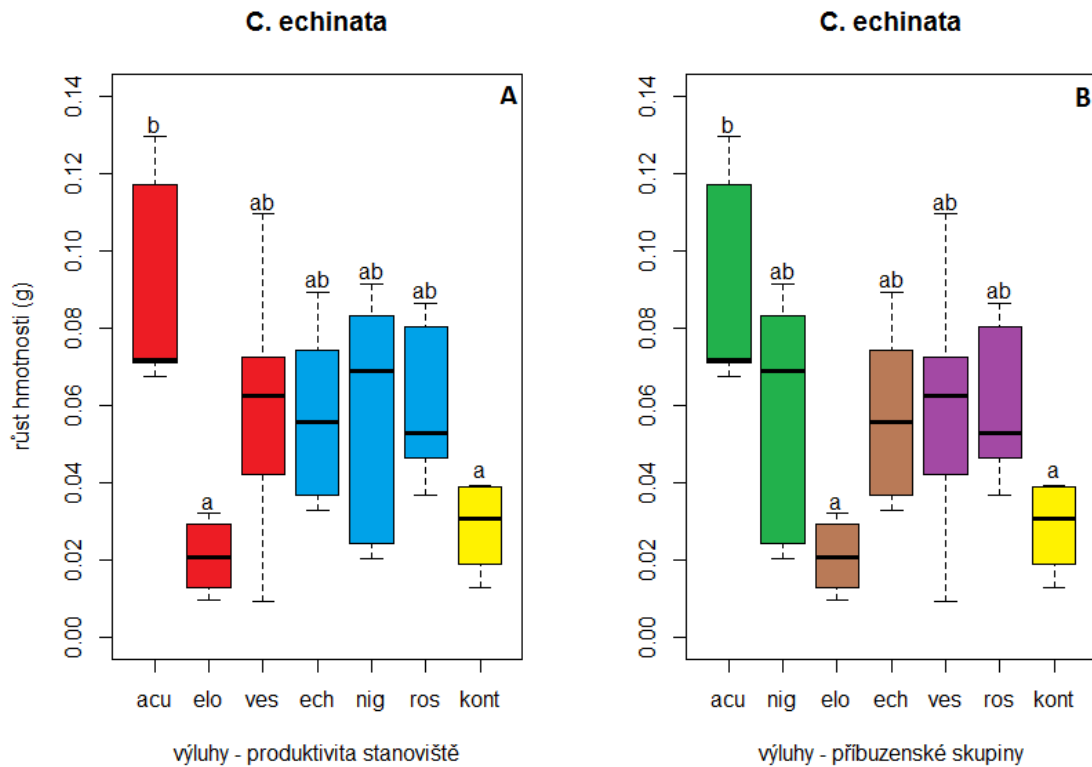 C. echinata
A
růst hmotnosti (g)
0.14
0.12
0.10
0.08
0.06
0.04
0.02
0.00
b
a
ab
ab
ab
ab
a
acu elo ves ech nig ros kont
výluhy - produktivita stanoviště
C. echinata
B
0.14
0.12
0.10
0.08
0.06
0.04
0.02
0.00
b
ab
a
ab
ab
ab
a
acu nig elo ech ves ros kont
výluhy - příbuzenské skupiny